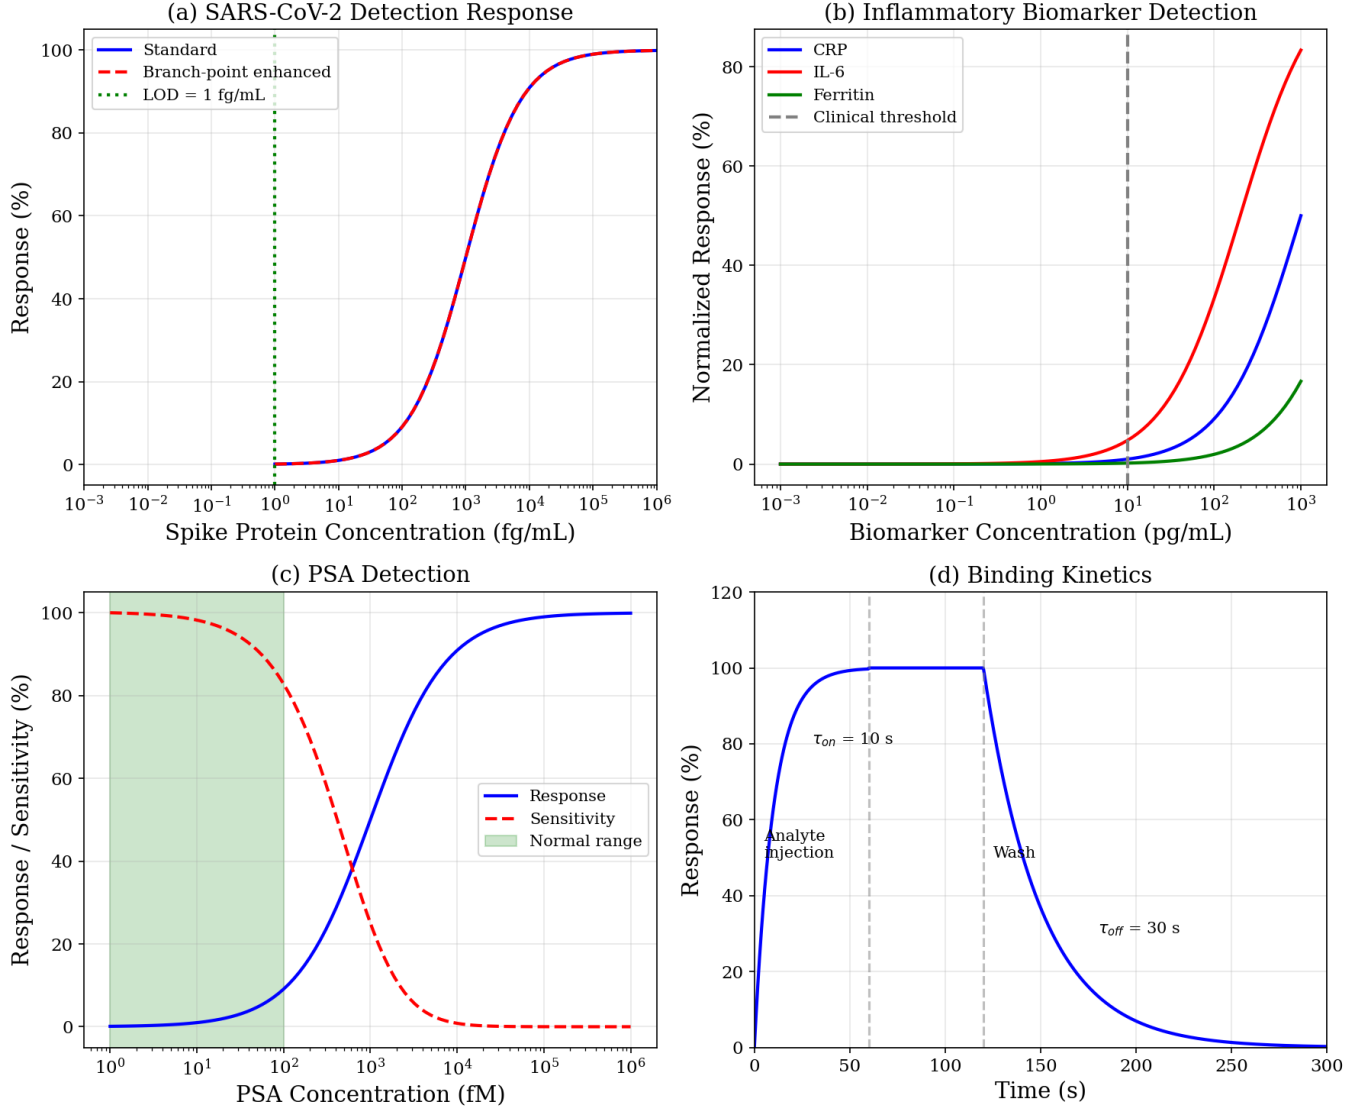 (a) SARS-CoV-2 Detection Response
Response (%)
100
80
60
40
20
0
Standard
Branch-point enhanced
LOD = 1 fg/mL
10⁻³ 10⁻² 10⁻¹ 10⁰ 10¹ 10² 10³ 10⁴ 10⁵ 10⁶
Spike Protein Concentration (fg/mL)
(b) Inflammatory Biomarker Detection
Normalized Response (%)
80
60
40
20
0
CRP
IL-6
Ferritin
Clinical threshold
10⁻³ 10⁻² 10⁻¹ 10⁰ 10¹ 10² 10³
Biomarker Concentration (pg/mL)
(c) PSA Detection
Response / Sensitivity (%)
100
80
60
40
20
0
Response
Sensitivity
Normal range
10⁰ 10¹ 10² 10³ 10⁴ 10⁵ 10⁶
PSA Concentration (fM)
(d) Binding Kinetics
Response (%)
120
100
80
60
40
20
0
τon = 10 s
Analyte
injection
Wash
τoff = 30 s
0 50 100 150 200 250 300
Time (s)